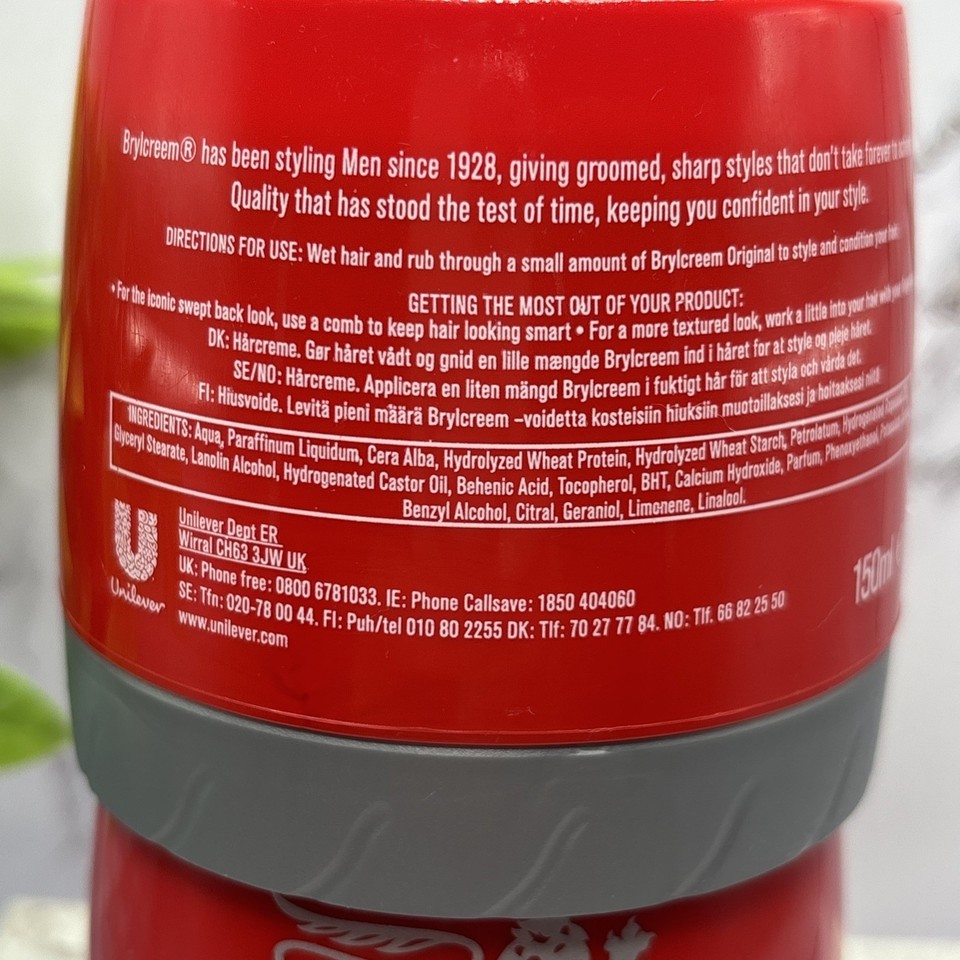 Brylcreem® has been styling Men since 1928, giving groomed, sharp styles that don't take forever to
Quality that has stood the test of time, keeping you confident in your style.
DIRECTIONS FOR USE: Wet hair and rub through a small amount of Brylcreem Original to style and condition your hair.
GETTING THE MOST OUT OF YOUR PRODUCT:
• For the iconic swept back look, use a comb to keep hair looking smart • For a more textured look, work a little into your hair with your
DK: Hårcreme. Gør håret vådt og gnid en lille mængde Brylcreem ind i håret for at style og pleje håret.
SE/NO: Hårcreme. Applicera en liten mängd Brylcreem i fuktigt hår för att styla och vårda det.
FI: Hiusvoide. Levitä pieni määrä Brylcreem –voidetta kosteisiin hiuksiin muotoillaksesi ja hoitaaksesi niitä
INGREDIENTS: Aqua, Paraffinum Liquidum, Cera Alba, Hydrolyzed Wheat Protein, Hydrolyzed Wheat Starch, Petrolatum, Hydrogenated
Glyceryl Stearate, Lanolin Alcohol, Hydrogenated Castor Oil, Behenic Acid, Tocopherol, BHT, Calcium Hydroxide, Parfum, Phenoxyethanol,
Benzyl Alcohol, Citral, Geraniol, Limonene, Linalool.
Unilever
Unilever Dept ER
Wirral CH63 3JW UK
UK: Phone free: 0800 6781033. IE: Phone Callsave: 1850 404060
SE: Tfn: 020-78 00 44. FI: Puh/tel 010 80 2255 DK: Tlf: 70 27 77 84. NO: Tlf. 66 82 25 50
www.unilever.com
150ml